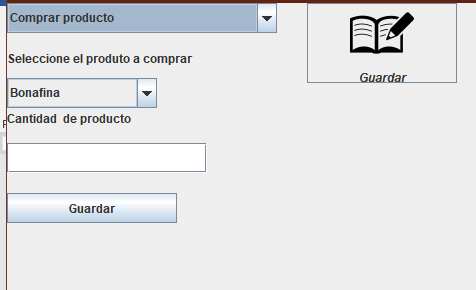 Comprar producto
Guardar
Seleccione el produto a comprar
Bonafina
Cantidad de producto
Guardar